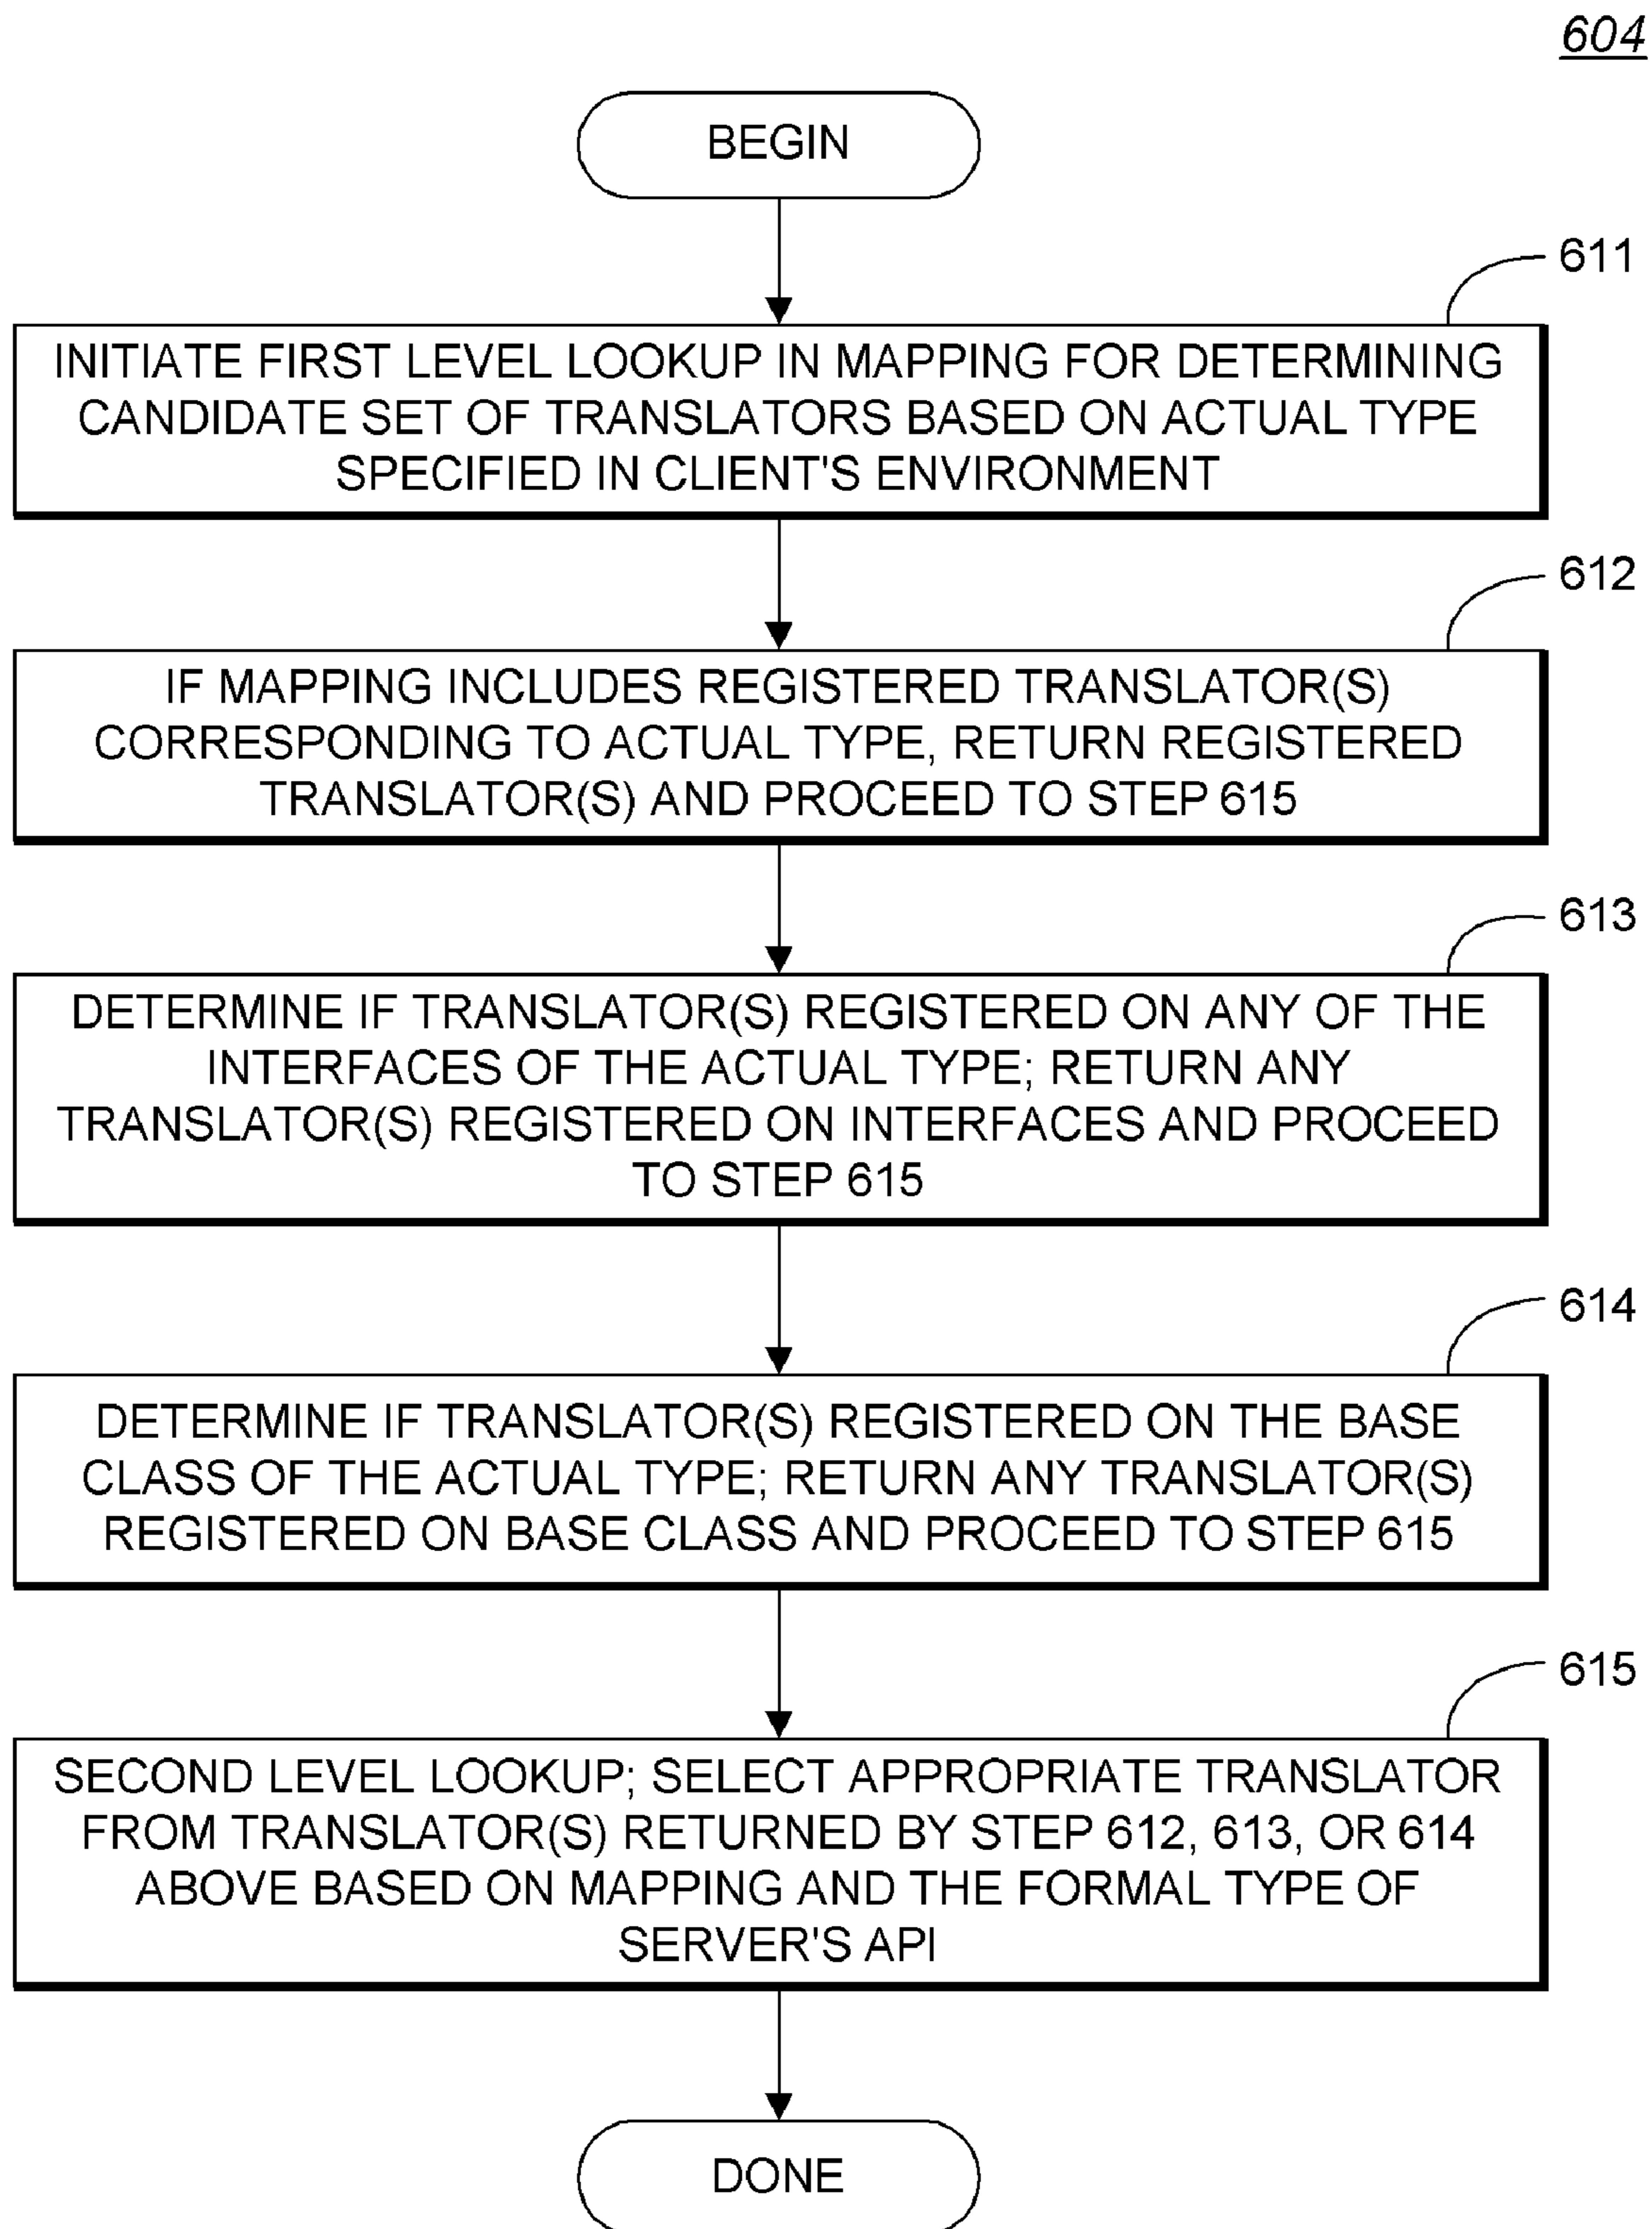 604
BEGIN
611
INITIATE FIRST LEVEL LOOKUP IN MAPPING FOR DETERMINING
CANDIDATE SET OF TRANSLATORS BASED ON ACTUAL TYPE
SPECIFIED IN CLIENT'S ENVIRONMENT
612
IF MAPPING INCLUDES REGISTERED TRANSLATOR(S)
CORRESPONDING TO ACTUAL TYPE, RETURN REGISTERED
TRANSLATOR(S) AND PROCEED TO STEP 615
613
DETERMINE IF TRANSLATOR(S) REGISTERED ON ANY OF THE
INTERFACES OF THE ACTUAL TYPE; RETURN ANY
TRANSLATOR(S) REGISTERED ON INTERFACES AND PROCEED
TO STEP 615
614
DETERMINE IF TRANSLATOR(S) REGISTERED ON THE BASE
CLASS OF THE ACTUAL TYPE; RETURN ANY TRANSLATOR(S)
REGISTERED ON BASE CLASS AND PROCEED TO STEP 615
615
SECOND LEVEL LOOKUP; SELECT APPROPRIATE TRANSLATOR
FROM TRANSLATOR(S) RETURNED BY STEP 612, 613, OR 614
ABOVE BASED ON MAPPING AND THE FORMAL TYPE OF
SERVER'S API
DONE